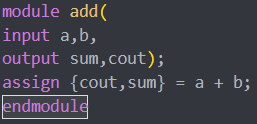 module add(
input a,b,
output sum,cout);
assign {cout,sum} = a + b;
endmodule